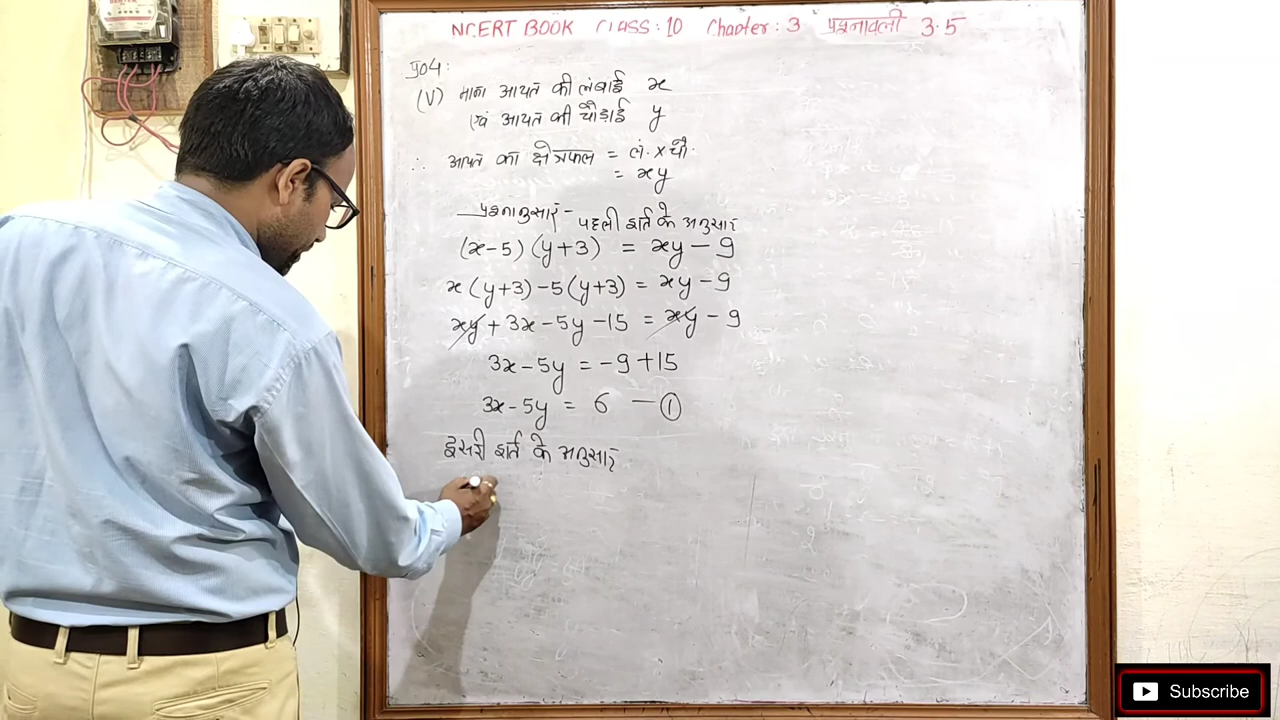 NCERT BOOK CLASS:10 Chapter:3 प्रश्नावली 3.5
प्र04:
(V) माना आयत की लंबाई x
एवं आयत की चौड़ाई y
∴ आयत का क्षेत्रफल = लं. × चौ.
= xy
प्रश्नानुसार- पहली शर्त के अनुसार
(x-5) (y+3) = xy - 9
x(y+3) -5(y+3) = xy - 9
xy + 3x - 5y - 15 = xy - 9
3x - 5y = -9 + 15
3x - 5y = 6 — ①
दूसरी शर्त के अनुसार
Subscribe